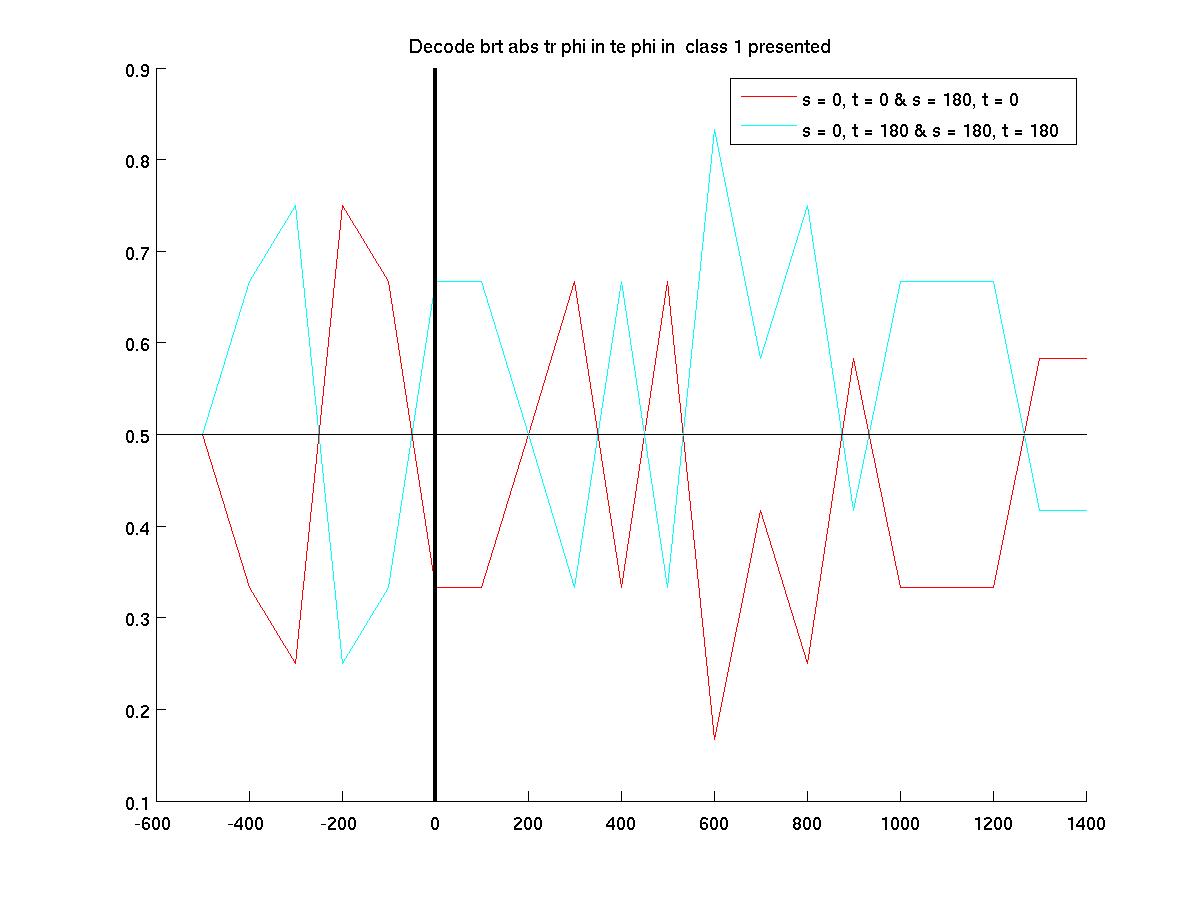 Decode brt abs tr phi in te phi in  class 1 presented
s = 0, t = 0 & s = 180, t = 0
s = 0, t = 180 & s = 180, t = 180
0.9
0.8
0.7
0.6
0.5
0.4
0.3
0.2
0.1
-600 -400 -200 0 200 400 600 800 1000 1200 1400